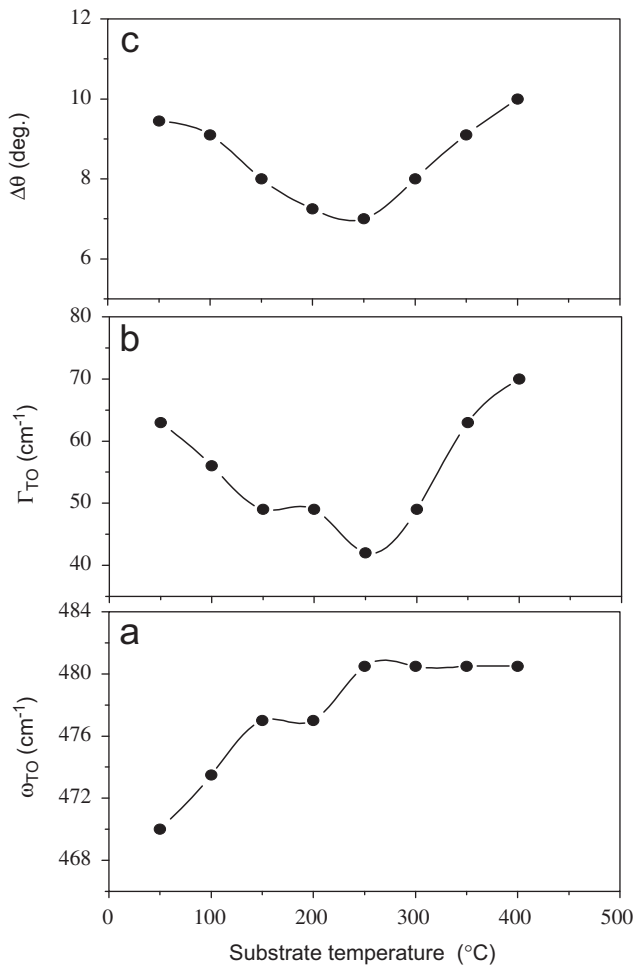 12
c
10
8
6
Δθ (deg.)
80
b
70
60
50
40
Γ_TO (cm⁻¹)
484
a
480
476
472
468
ω_TO (cm⁻¹)
0 100 200 300 400 500
Substrate temperature (°C)